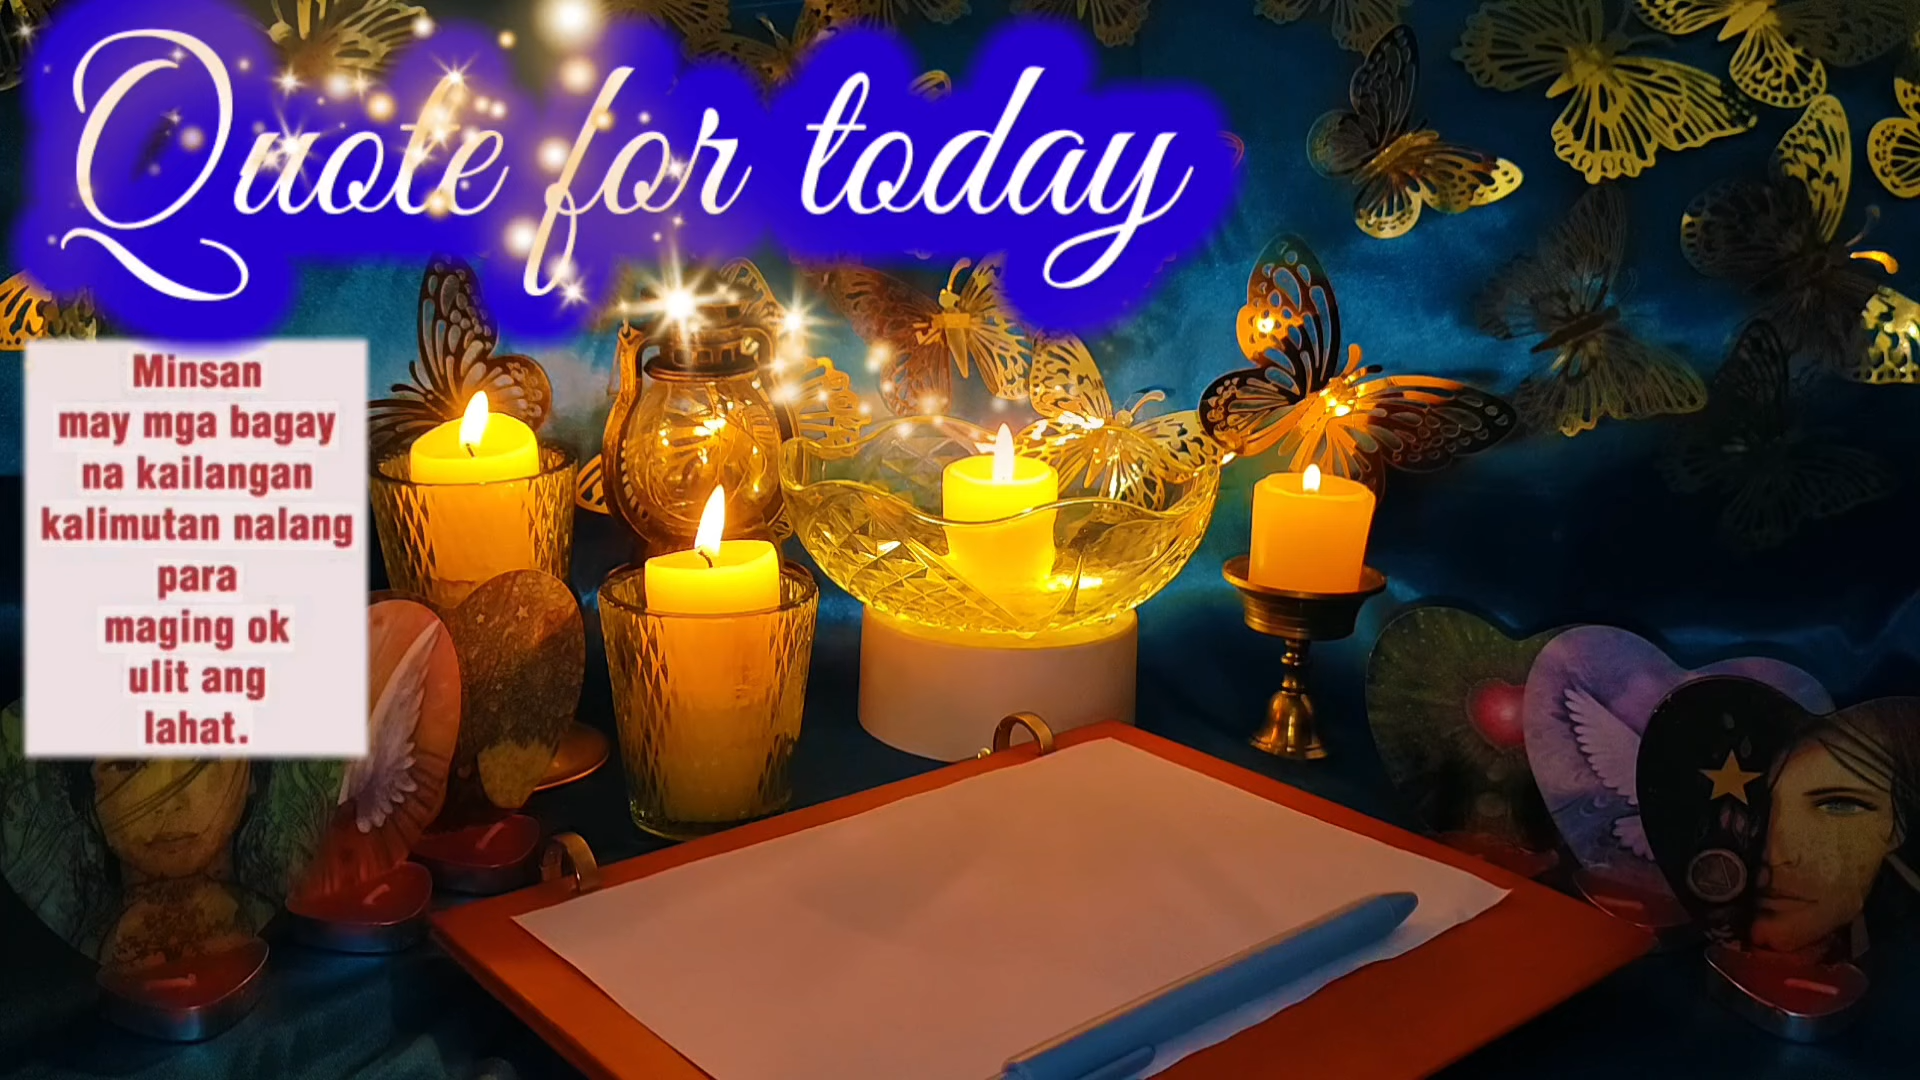 Quote for today
Minsan
may mga bagay
na kailangan
kalimutan nalang
para
maging ok
ulit ang
lahat.